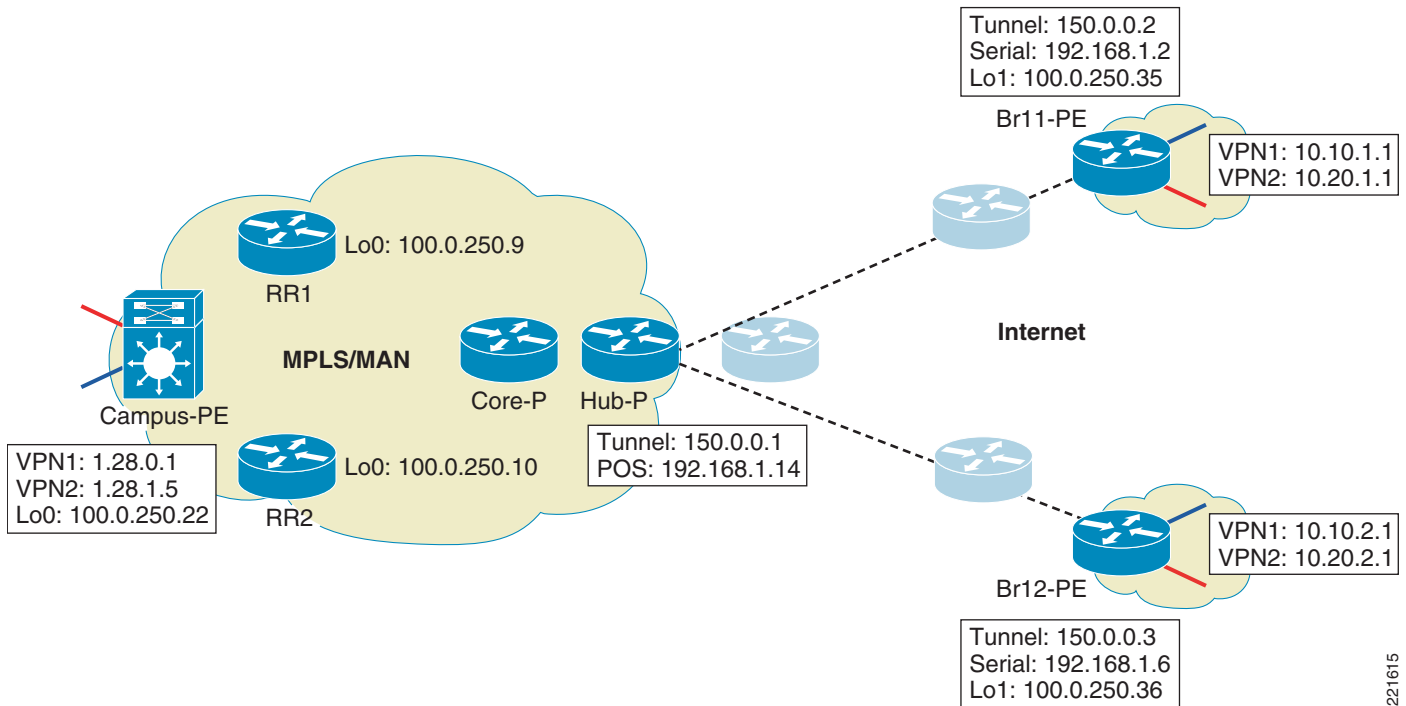 Tunnel: 150.0.0.2
Serial: 192.168.1.2
Lo1: 100.0.250.35
Br11-PE
VPN1: 10.10.1.1
VPN2: 10.20.1.1
Lo0: 100.0.250.9
RR1
Internet
MPLS/MAN
Core-P
Hub-P
Campus-PE
Tunnel: 150.0.0.1
POS: 192.168.1.14
VPN1: 1.28.0.1
VPN2: 1.28.1.5
Lo0: 100.0.250.22
Lo0: 100.0.250.10
RR2
VPN1: 10.10.2.1
VPN2: 10.20.2.1
Br12-PE
Tunnel: 150.0.0.3
Serial: 192.168.1.6
Lo1: 100.0.250.36
221615